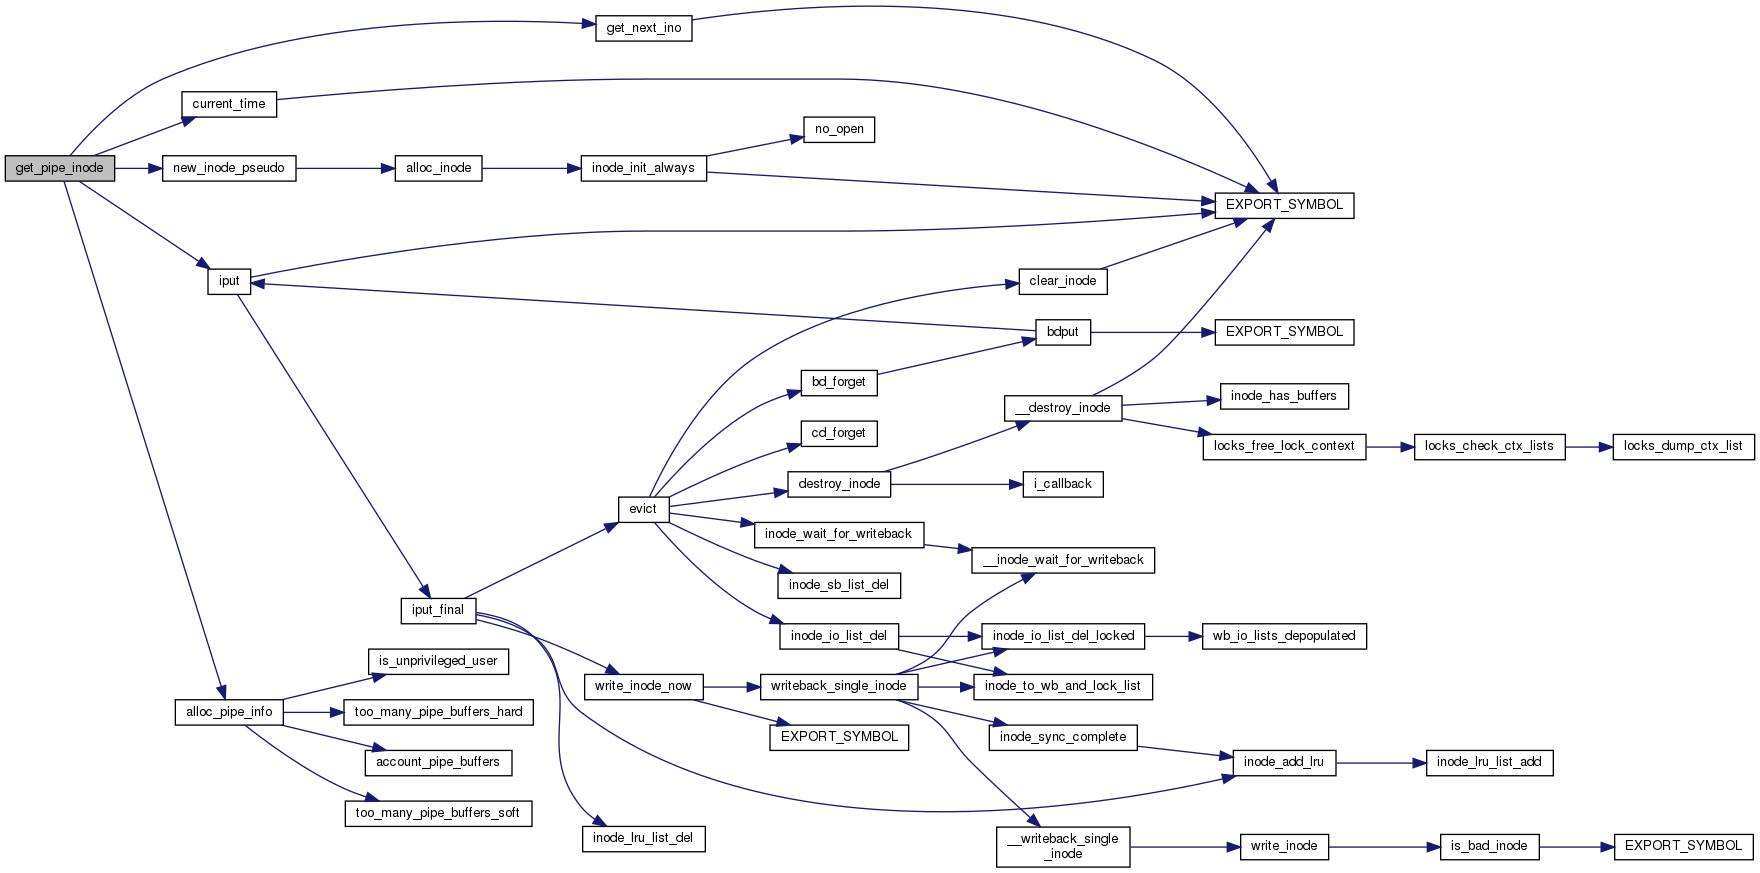 get_next_ino
current_time
no_open
get_pipe_inode
new_inode_pseudo
alloc_inode
inode_init_always
EXPORT_SYMBOL
iput
clear_inode
bdput
EXPORT_SYMBOL
bd_forget
inode_has_buffers
__destroy_inode
cd_forget
locks_free_lock_context
locks_check_ctx_lists
locks_dump_ctx_list
destroy_inode
i_callback
evict
inode_wait_for_writeback
__inode_wait_for_writeback
inode_sb_list_del
iput_final
inode_io_list_del
inode_io_list_del_locked
wb_io_lists_depopulated
is_unprivileged_user
write_inode_now
writeback_single_inode
inode_to_wb_and_lock_list
alloc_pipe_info
too_many_pipe_buffers_hard
EXPORT_SYMBOL
inode_sync_complete
account_pipe_buffers
inode_add_lru
inode_lru_list_add
too_many_pipe_buffers_soft
inode_lru_list_del
__writeback_single
_inode
write_inode
is_bad_inode
EXPORT_SYMBOL